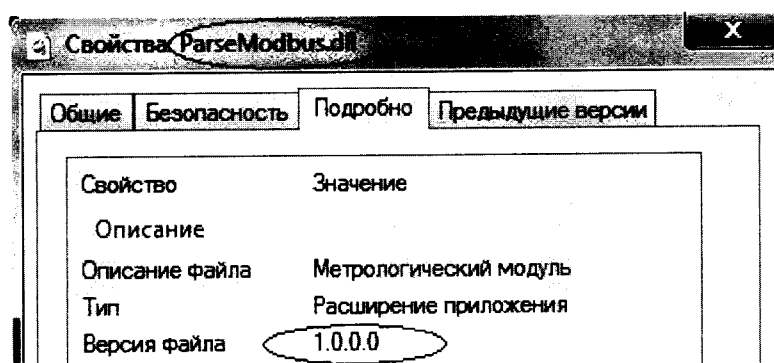 Свойства: ParseModbus.dll
X
Общие Безопасность Подробно Предыдущие версии
Свойство Значение
Описание
Описание файла Метрологический модуль
Тип Расширение приложения
Версия файла 1.0.0.0